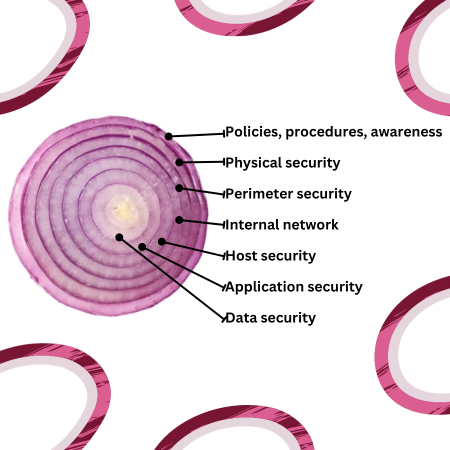 Policies, procedures, awareness
Physical security
Perimeter security
Internal network
Host security
Application security
Data security